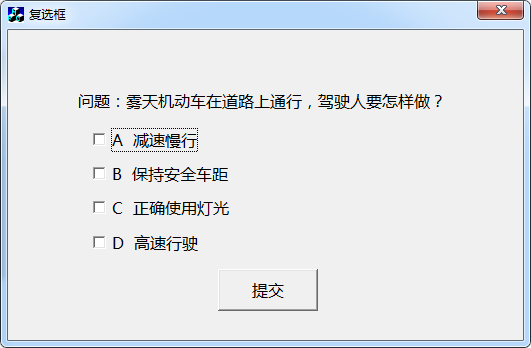 复选框
问题：雾天机动车在道路上通行，驾驶人要怎样做？
A 减速慢行
B 保持安全车距
C 正确使用灯光
D 高速行驶
提交